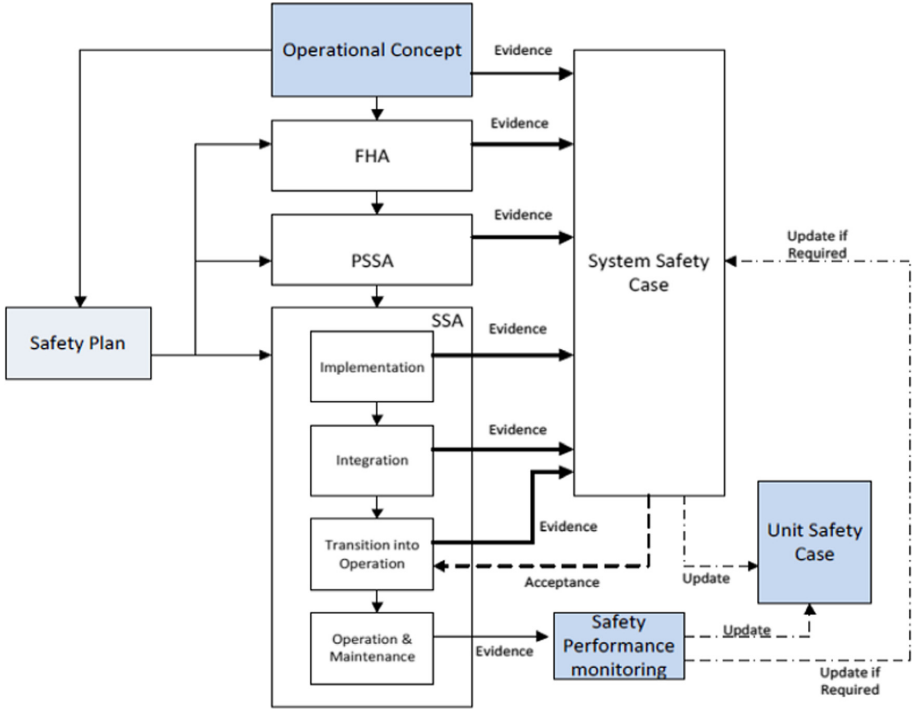 Operational Concept
Evidence
Evidence
FHA
Evidence
PSSA
System Safety
Case
Update if
Required
SSA
Safety Plan
Evidence
Implementation
Evidence
Integration
Evidence
Unit Safety
Case
Transition into
Operation
Acceptance
Update
Operation &
Maintenance
Evidence
Safety
Performance
monitoring
Update
Update if
Required